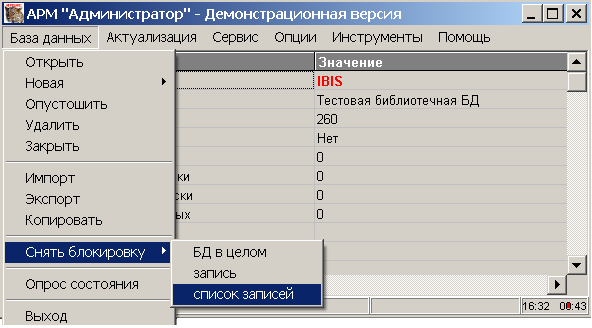 АРМ "Администратор" - Демонстрационная версия
База данных Актуализация Сервис Опции Инструменты Помощь
Открыть
Новая
Опустошить
Удалить
Закрыть
Импорт
Экспорт
Копировать
Снять блокировку
Опрос состояния
Выход
БД в целом
запись
список записей
Значение
IBIS
Тестовая библиотечная БД
260
Нет
0
ки 0
ски 0
ых 0
0
16:32 00:43